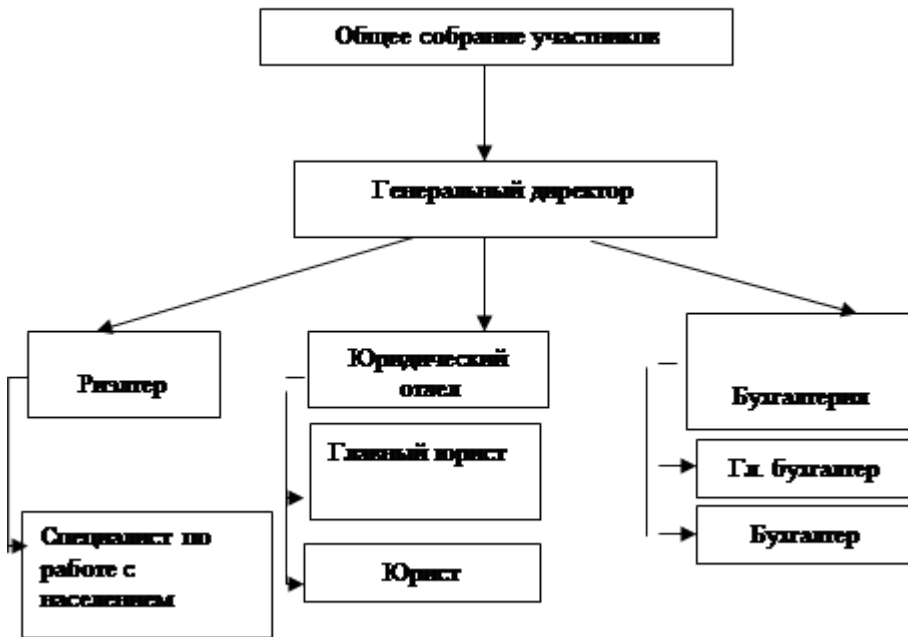 Общее собрание участников
Генеральный директор
Риэлтер
Юридический
отдел
Бухгалтерия
Главный юрист
Гл. бухгалтер
Специалист по
работе с
населением
Юрист
Бухгалтер